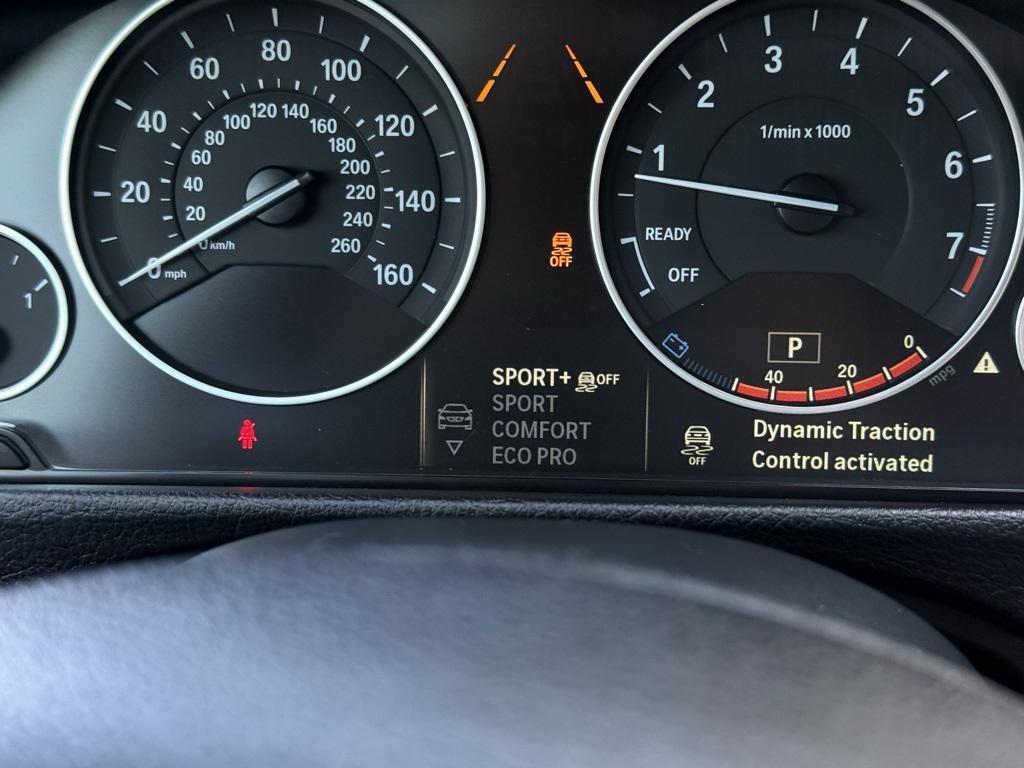 20
40
60
80
100
120
140
160
0 mph
20
40
60
80
100
120
140
160
180
200
220
240
260
0 km/h
1
OFF
1
2
3
4
5
6
7
1/min x 1000
READY
OFF
P
40
20
0
mpg
SPORT+ OFF
SPORT
COMFORT
ECO PRO
OFF
Dynamic Traction
Control activated